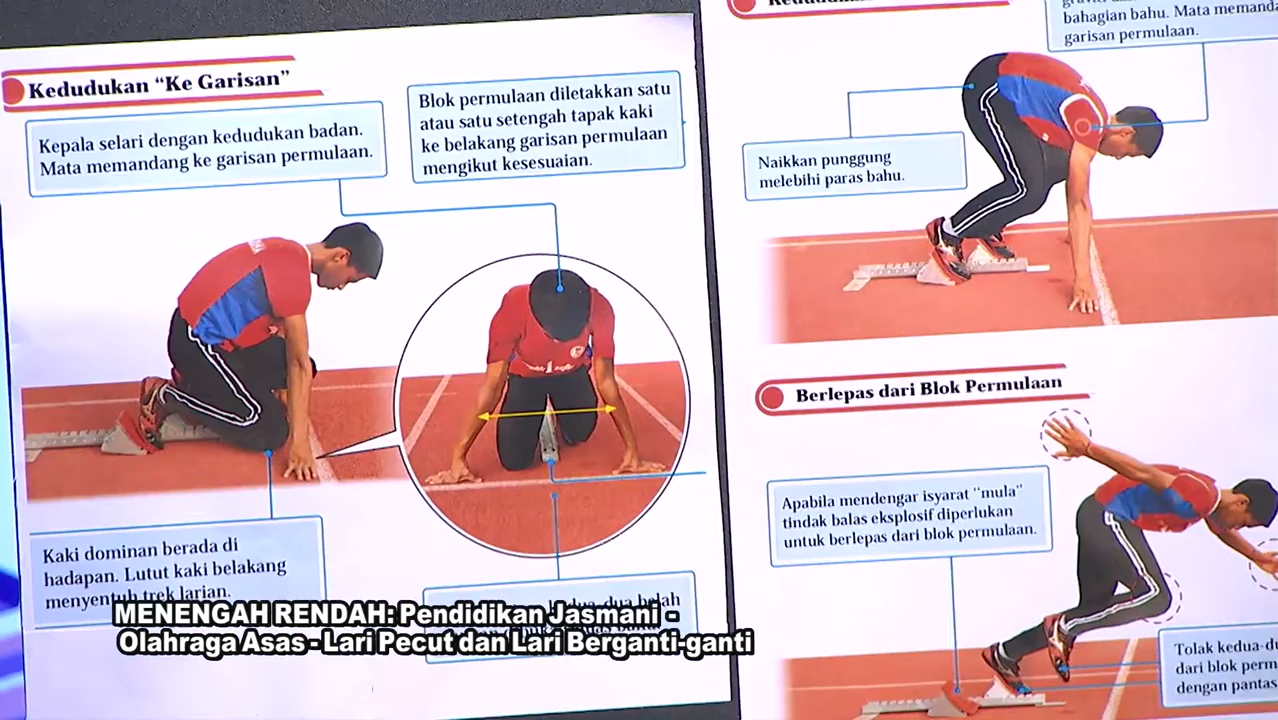 Kedudukan “Ke Garisan”
Kepala selari dengan kedudukan badan.
Mata memandang ke garisan permulaan.
Blok permulaan diletakkan satu
atau satu setengah tapak kaki
ke belakang garisan permulaan
mengikut kesesuaian.
Kaki dominan berada di
hadapan. Lutut kaki belakang
menyentuh trek larian.
kedua-dua belah
bahagian bahu. Mata memanda
garisan permulaan.
Naikkan punggung
melebihi paras bahu.
Berlepas dari Blok Permulaan
Apabila mendengar isyarat “mula”
tindak balas eksplosif diperlukan
untuk berlepas dari blok permulaan.
Tolak kedua-du
dari blok perm
dengan pantas
MENENGAH RENDAH: Pendidikan Jasmani -
Olahraga Asas - Lari Pecut dan Lari Berganti-ganti